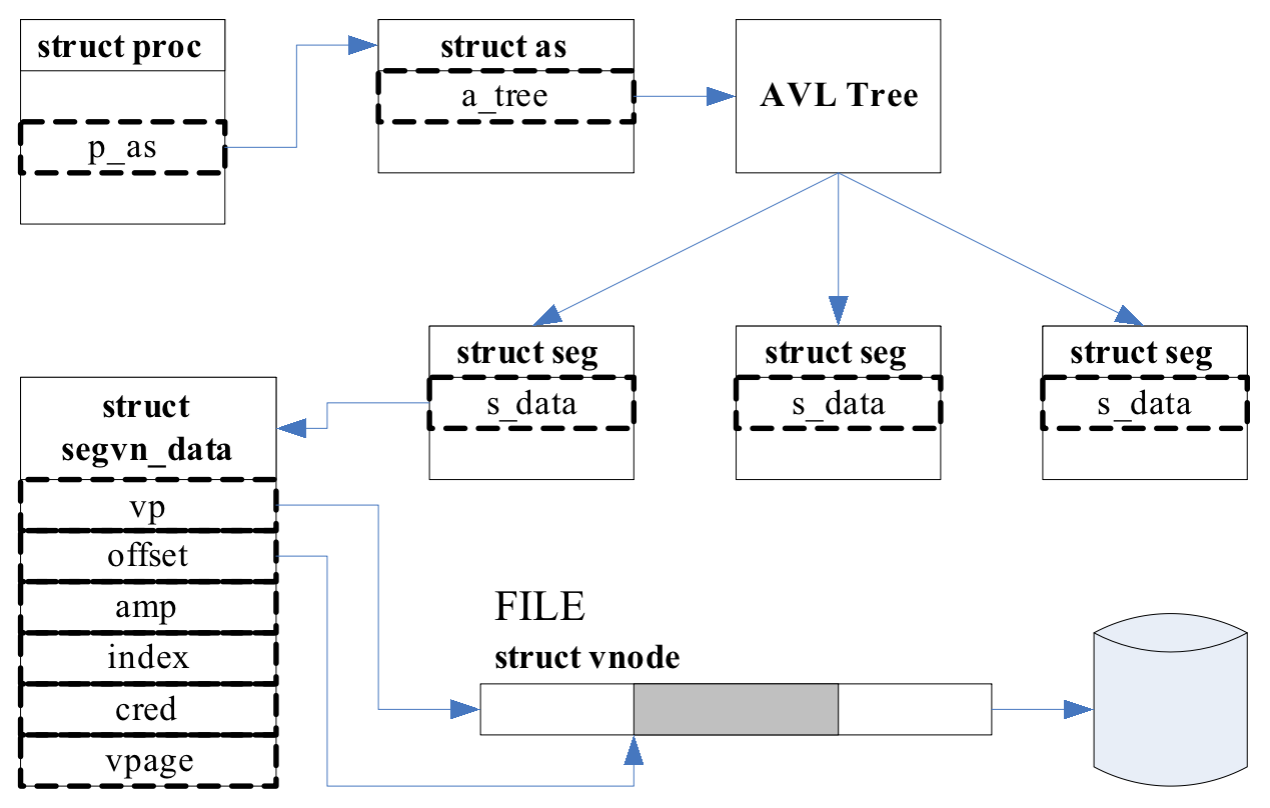 struct proc
p_as
struct as
a_tree
AVL Tree
struct seg
s_data
struct seg
s_data
struct seg
s_data
struct
segvn_data
vp
offset
amp
index
cred
vpage
FILE
struct vnode